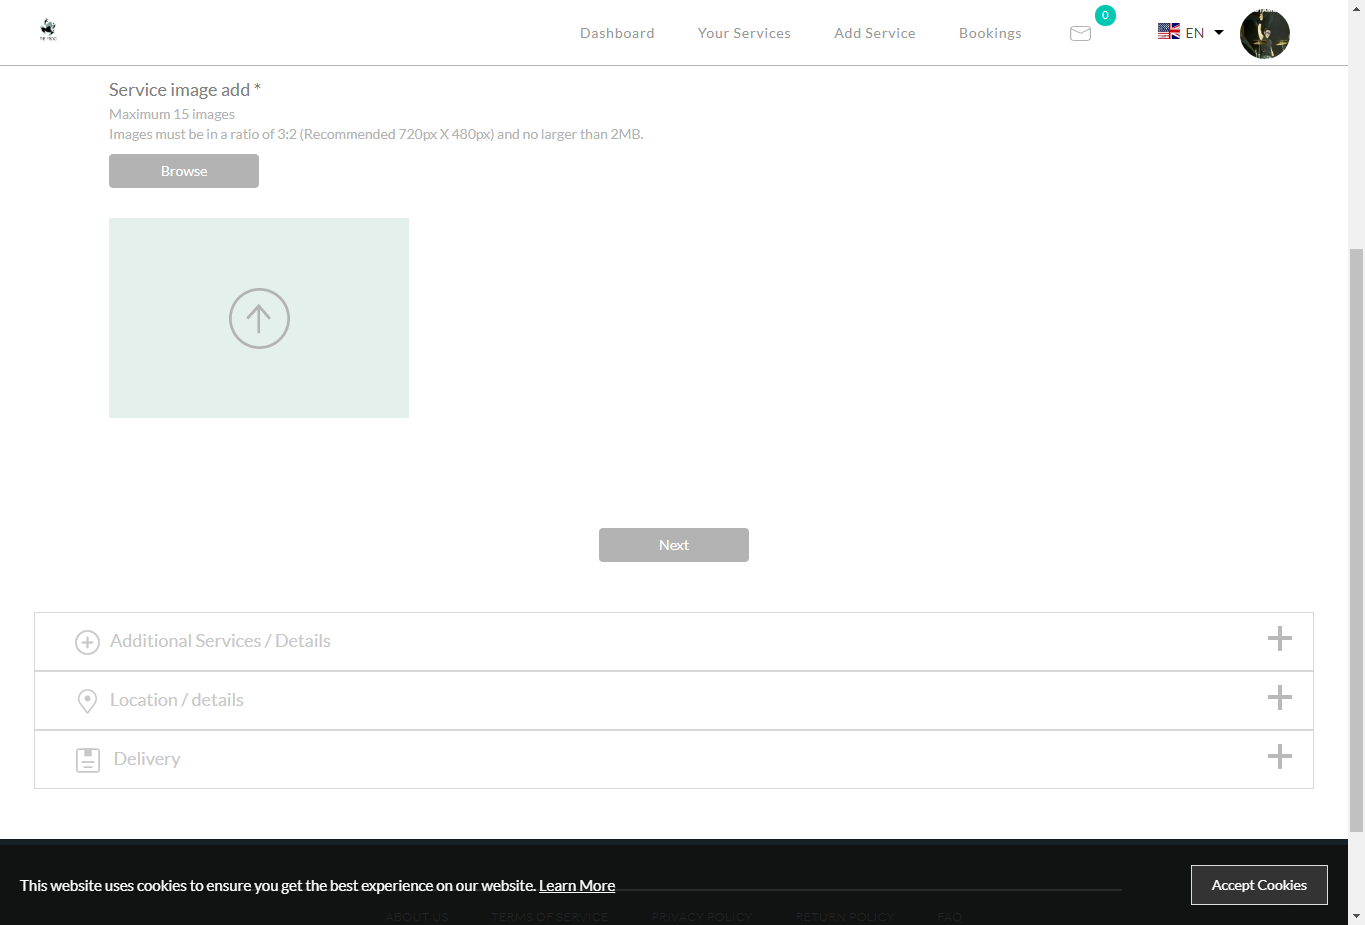 Dashboard
Your Services
Add Service
Bookings
0
EN
Service image add *
Maximum 15 images
Images must be in a ratio of 3:2 (Recommended 720px X 480px) and no larger than 2MB.
Browse
Next
Additional Services / Details
Location / details
Delivery
This website uses cookies to ensure you get the best experience on our website. Learn More
Accept Cookies
ABOUT US
TERMS OF SERVICE
PRIVACY POLICY
RETURN POLICY
FAQ